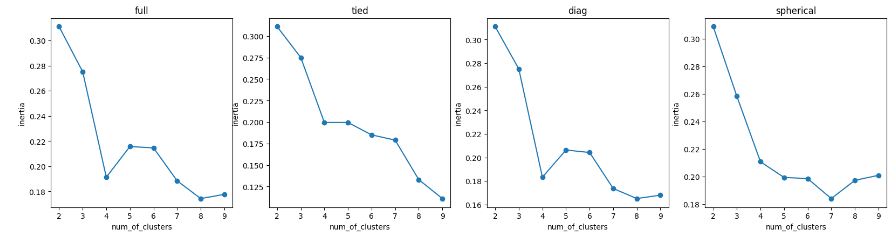 full
0.30
0.28
0.26
0.24
0.22
0.20
0.18
inertia
2 3 4 5 6 7 8 9
num_of_clusters
tied
0.300
0.275
0.250
0.225
0.200
0.175
0.150
0.125
inertia
2 3 4 5 6 7 8 9
num_of_clusters
diag
0.30
0.28
0.26
0.24
0.22
0.20
0.18
0.16
inertia
2 3 4 5 6 7 8 9
num_of_clusters
spherical
0.30
0.28
0.26
0.24
0.22
0.20
0.18
inertia
2 3 4 5 6 7 8 9
num_of_clusters